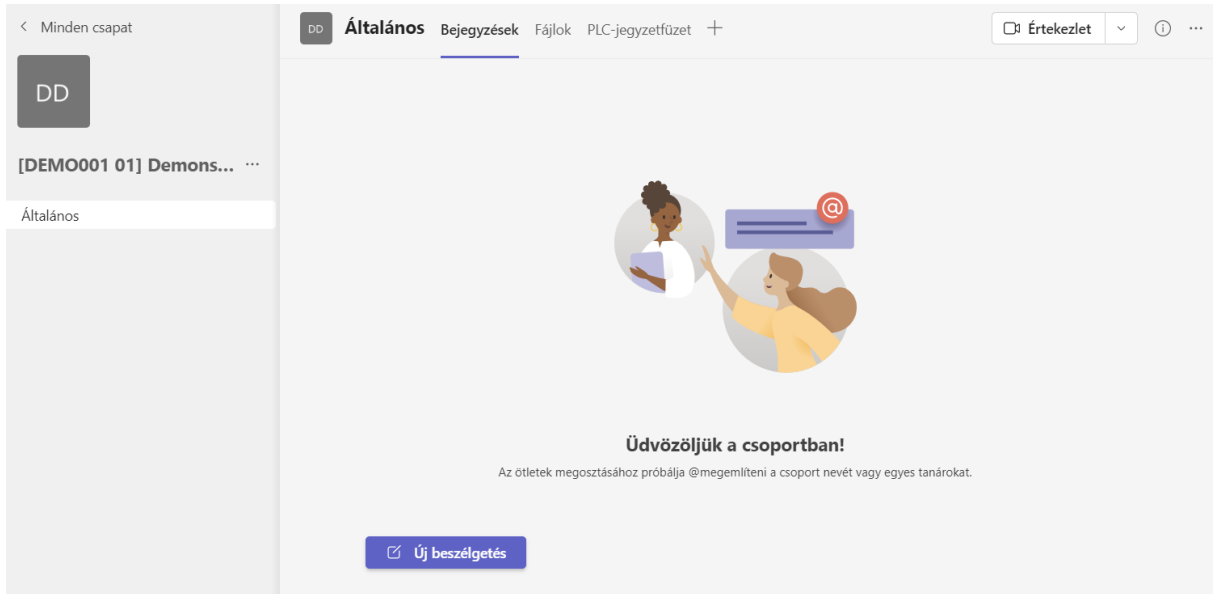 Minden csapat
DD
[DEMO001 01] Demons... ...
Általános
DD Általános Bejegyzések Fájlok PLC-jegyzetfüzet +
Értekezlet
@
Üdvözöljük a csoportban!
Az ötletek megosztásához próbálja @megemlíteni a csoport nevét vagy egyes tanárokat.
Új beszélgetés